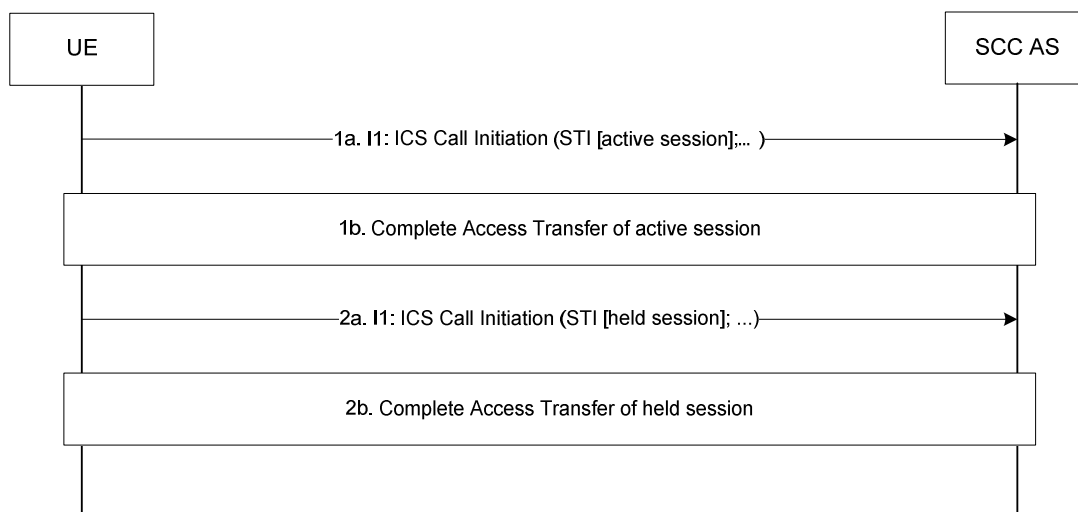 UE
SCC AS
1a. I1: ICS Call Initiation (STI [active session];... )
1b. Complete Access Transfer of active session
2a. I1: ICS Call Initiation (STI [held session]; ...)
2b. Complete Access Transfer of held session